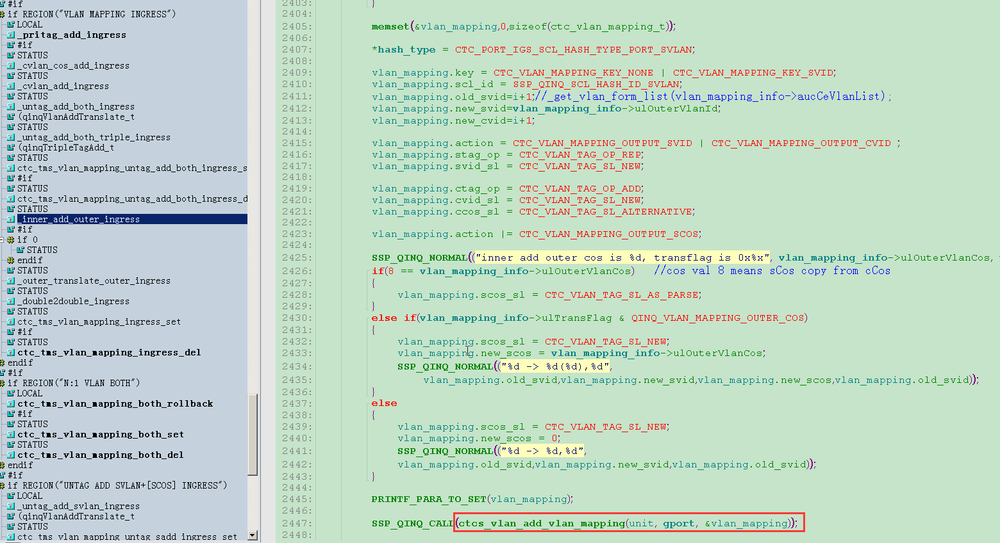 #if
if REGION("VLAN MAPPING INGRESS")
LOCAL
_pritag_add_ingress
#if
STATUS
_cvlan_cos_add_ingress
STATUS
_cvlan_add_ingress
STATUS
_untag_add_both_ingress
(qinqVlanAddTranslate_t
STATUS
_untag_add_both_triple_ingress
(qinqTripleTagAdd_t
STATUS
ctc_tms_vlan_mapping_untag_add_both_ingress_s
#if
STATUS
ctc_tms_vlan_mapping_untag_add_both_ingress_d
STATUS
_inner_add_outer_ingress
#if
if 0
STATUS
endif
STATUS
_outer_translate_outer_ingress
STATUS
_double2double_ingress
STATUS
ctc_tms_vlan_mapping_ingress_set
#if
STATUS
ctc_tms_vlan_mapping_ingress_del
endif
#if
if REGION("N:1 VLAN BOTH")
LOCAL
ctc_tms_vlan_mapping_both_rollback
#if
STATUS
ctc_tms_vlan_mapping_both_set
STATUS
ctc_tms_vlan_mapping_both_del
endif
#if
if REGION("UNTAG ADD SVLAN+[SCOS] INGRESS")
LOCAL
_untag_add_svlan_ingress
(qinqVlanAddTranslate_t
STATUS
ctc_tms_vlan_mapping_untag_sadd_ingress_set
2403: }
2404:
2405: memset(&vlan_mapping,0,sizeof(ctc_vlan_mapping_t));
2406:
2407: *hash_type = CTC_PORT_IGS_SCL_HASH_TYPE_PORT_SVLAN;
2408:
2409: vlan_mapping.key = CTC_VLAN_MAPPING_KEY_NONE | CTC_VLAN_MAPPING_KEY_SVID;
2410: vlan_mapping.scl_id = SSP_QINQ_SCL_HASH_ID_SVLAN;
2411: vlan_mapping.old_svid=i+1;//_get_vlan_form_list(vlan_mapping_info->aucCeVlanList);
2412: vlan_mapping.new_svid=vlan_mapping_info->ulOuterVlanId;
2413: vlan_mapping.new_cvid=i+1;
2414:
2415: vlan_mapping.action = CTC_VLAN_MAPPING_OUTPUT_SVID | CTC_VLAN_MAPPING_OUTPUT_CVID ;
2416: vlan_mapping.stag_op = CTC_VLAN_TAG_OP_REP;
2417: vlan_mapping.svid_sl = CTC_VLAN_TAG_SL_NEW;
2418:
2419: vlan_mapping.ctag_op = CTC_VLAN_TAG_OP_ADD;
2420: vlan_mapping.cvid_sl = CTC_VLAN_TAG_SL_NEW;
2421: vlan_mapping.ccos_sl = CTC_VLAN_TAG_SL_ALTERNATIVE;
2422:
2423: vlan_mapping.action |= CTC_VLAN_MAPPING_OUTPUT_SCOS;
2424:
2425: SSP_QINQ_NORMAL(("inner add outer cos is %d, transflag is 0x%x", vlan_mapping_info->ulOuterVlanCos,
2426: if(8 == vlan_mapping_info->ulOuterVlanCos) //cos val 8 means sCos copy from cCos
2427: {
2428: vlan_mapping.scos_sl = CTC_VLAN_TAG_SL_AS_PARSE;
2429: }
2430: else if(vlan_mapping_info->ulTransFlag & QINQ_VLAN_MAPPING_OUTER_COS)
2431: {
2432: vlan_mapping.scos_sl = CTC_VLAN_TAG_SL_NEW;
2433: vlan_mapping.new_scos = vlan_mapping_info->ulOuterVlanCos;
2434: SSP_QINQ_NORMAL(("%d -> %d(%d),%d",
2435: vlan_mapping.old_svid,vlan_mapping.new_svid,vlan_mapping.new_scos,vlan_mapping.old_svid));
2436: }
2437: else
2438: {
2439: vlan_mapping.scos_sl = CTC_VLAN_TAG_SL_NEW;
2440: vlan_mapping.new_scos = 0;
2441: SSP_QINQ_NORMAL(("%d -> %d,%d",
2442: vlan_mapping.old_svid,vlan_mapping.new_svid,vlan_mapping.old_svid));
2443: }
2444:
2445: PRINTF_PARA_TO_SET(vlan_mapping);
2446:
2447: SSP_QINQ_CALL(ctcs_vlan_add_vlan_mapping(unit, gport, &vlan_mapping));
2448: